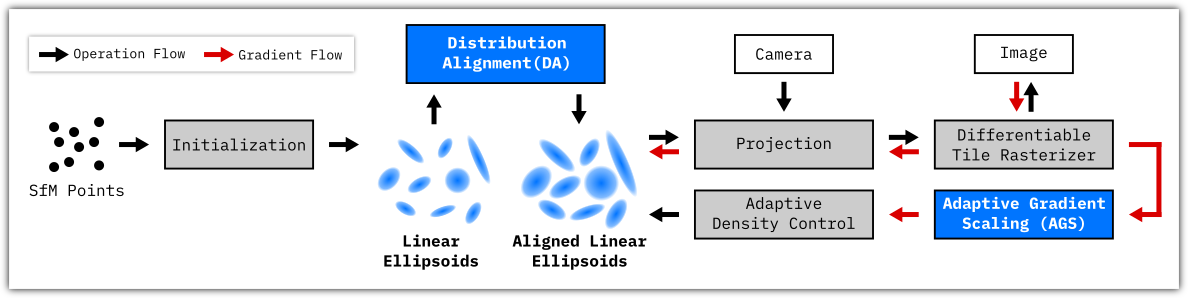 Operation Flow
Gradient Flow
Distribution
Alignment(DA)
Camera
Image
SfM Points
Initialization
Projection
Differentiable
Tile Rasterizer
Adaptive
Density Control
Adaptive Gradient
Scaling (AGS)
Linear
Ellipsoids
Aligned Linear
Ellipsoids